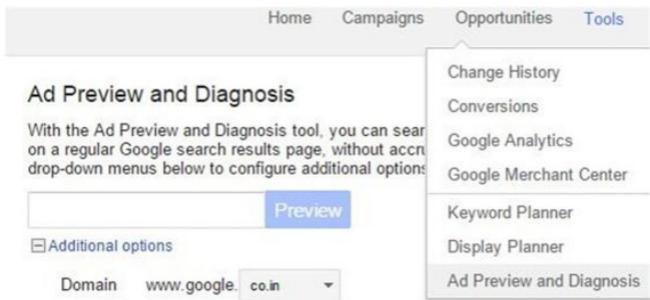 Home Campaigns Opportunities Tools
Change History
Conversions
Google Analytics
Google Merchant Center
Keyword Planner
Display Planner
Ad Preview and Diagnosis
Ad Preview and Diagnosis
With the Ad Preview and Diagnosis tool, you can sear
on a regular Google search results page, without accru
drop-down menus below to configure additional options
Preview
Additional options
Domain www.google. co.in